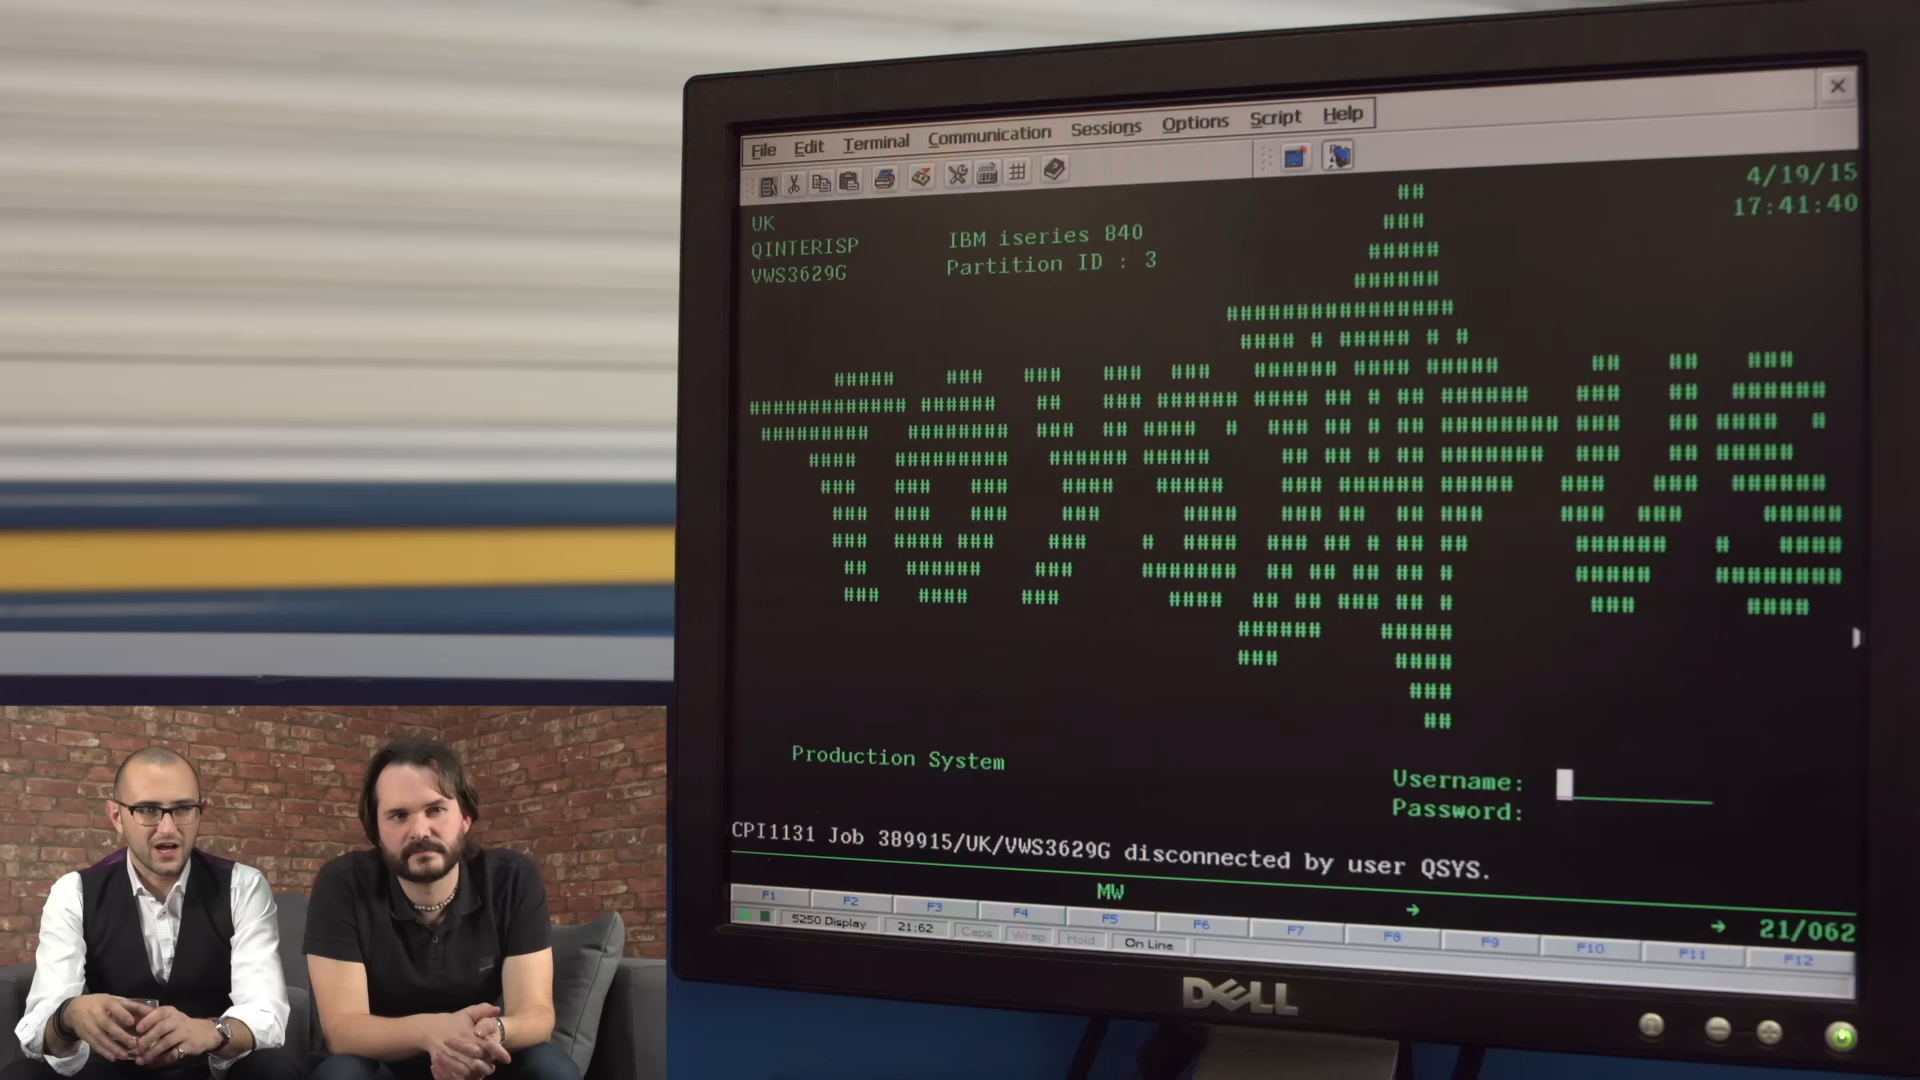 File Edit Terminal Communication Sessions Options Script Help
4/19/15
17:41:40
UK
QINTERISP
VWS3629G
IBM iseries 840
Partition ID : 3
TOYS R US
Production System
Username:
Password:
CPI1131 Job 389915/UK/VWS3629G disconnected by user QSYS.
MW
21/062
F1 F2 F3 F4 F5 F6 F7 F8 F9 F10 F11 F12
5250 Display 21:62 Caps Wrap Hold On Line
DELL